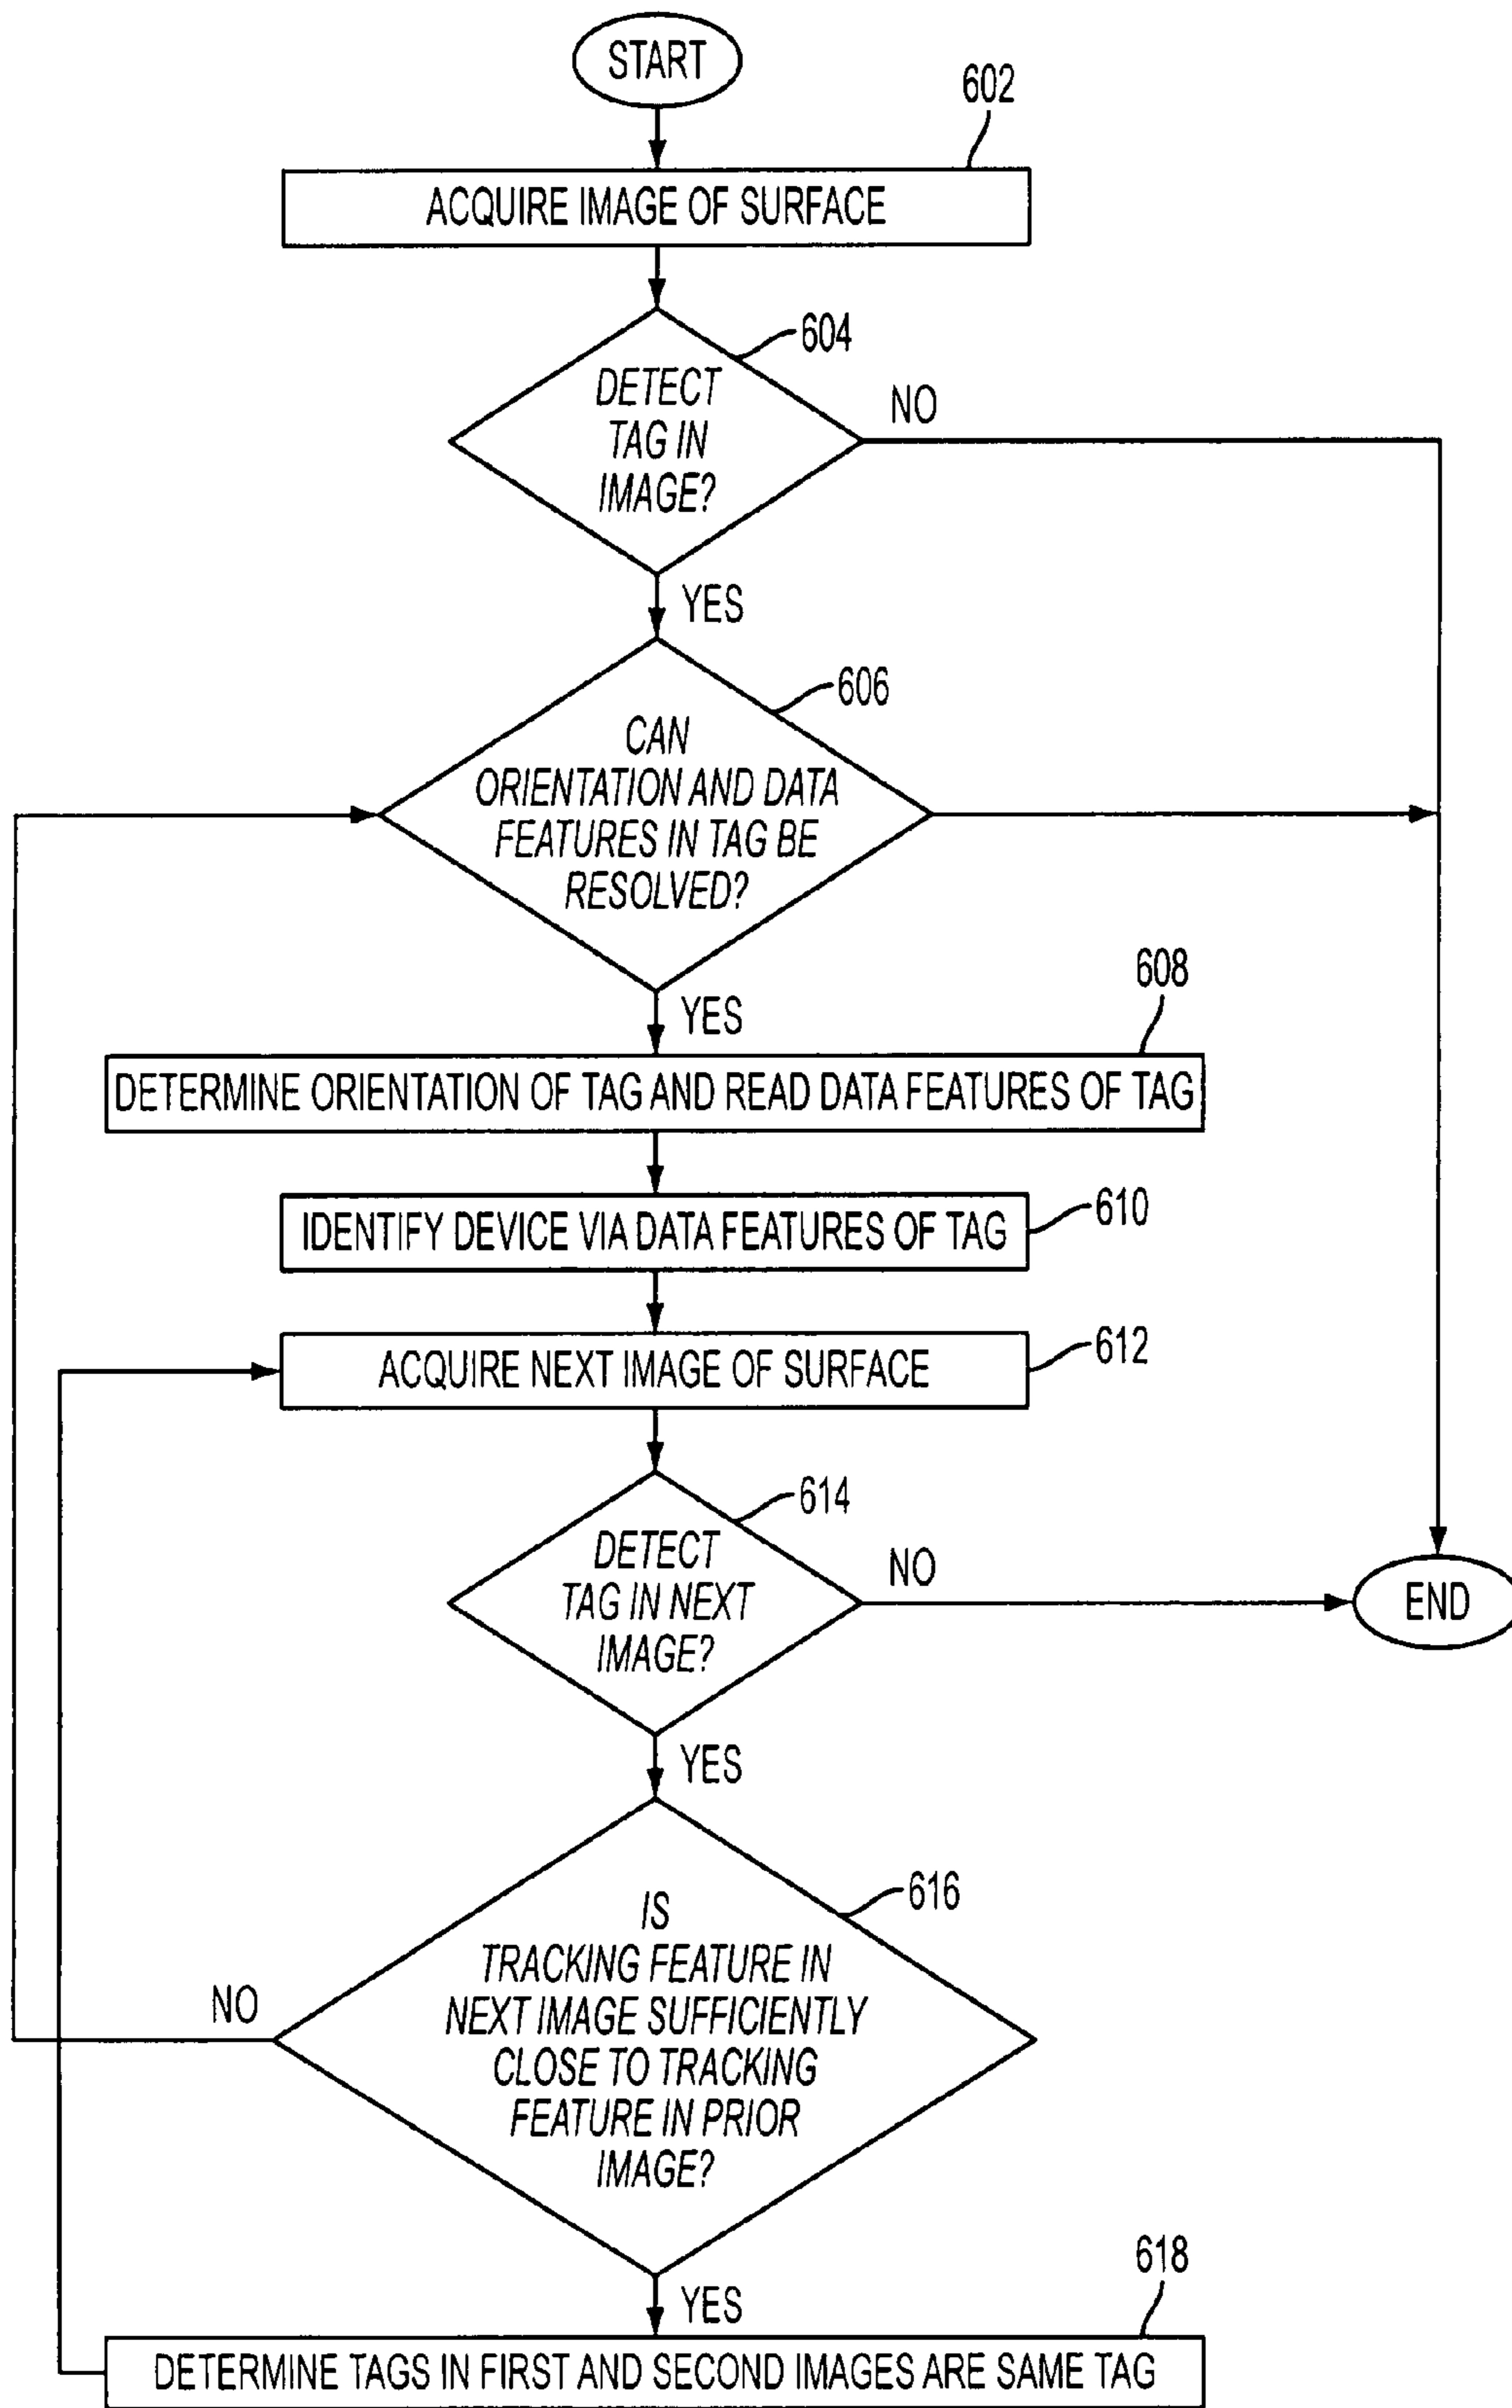 START
602
ACQUIRE IMAGE OF SURFACE
604
DETECT
TAG IN
IMAGE?
NO
YES
606
CAN
ORIENTATION AND DATA
FEATURES IN TAG BE
RESOLVED?
YES
608
DETERMINE ORIENTATION OF TAG AND READ DATA FEATURES OF TAG
IDENTIFY DEVICE VIA DATA FEATURES OF TAG
610
ACQUIRE NEXT IMAGE OF SURFACE
612
614
DETECT
TAG IN NEXT
IMAGE?
NO
END
YES
616
IS
TRACKING FEATURE IN
NEXT IMAGE SUFFICIENTLY
CLOSE TO TRACKING
FEATURE IN PRIOR
IMAGE?
NO
YES
618
DETERMINE TAGS IN FIRST AND SECOND IMAGES ARE SAME TAG